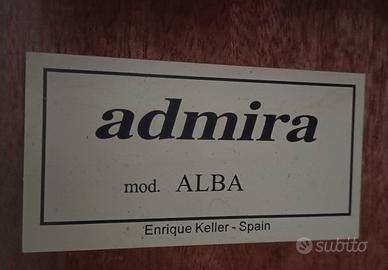 admira
mod. ALBA
Enrique Keller - Spain
subito